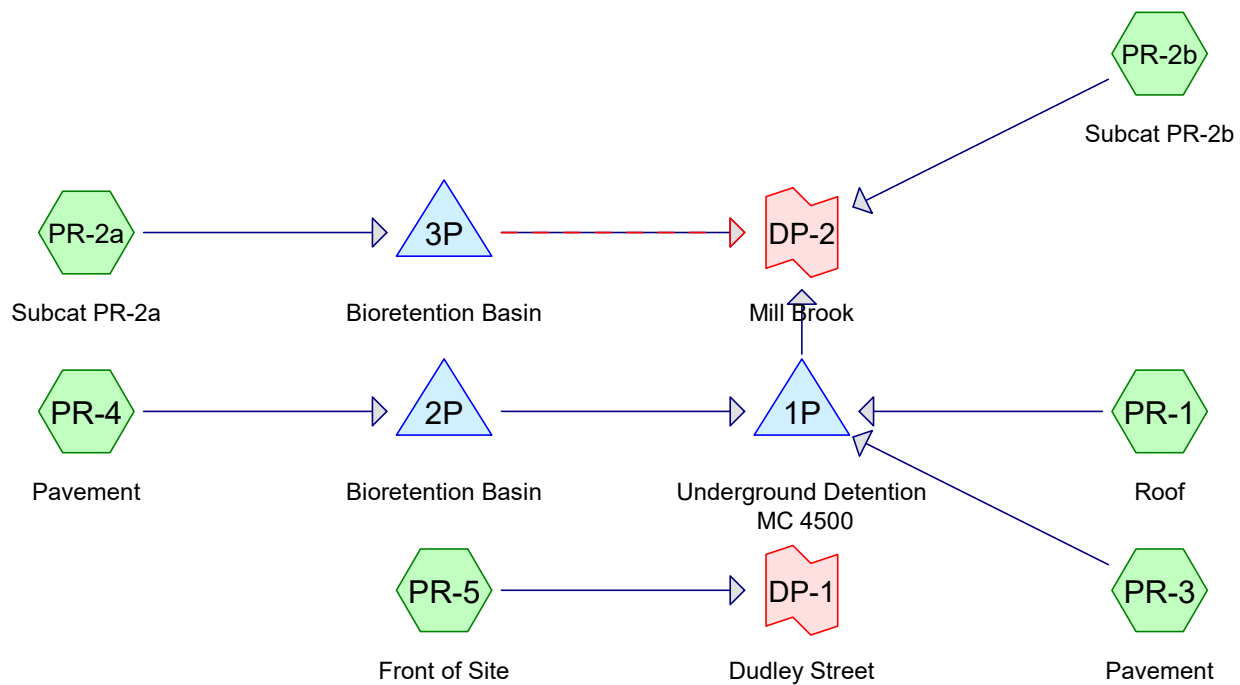 PR-2b
Subcat PR-2b
PR-2a
3P
DP-2
Subcat PR-2a
Bioretention Basin
Mill Brook
PR-4
2P
1P
PR-1
Pavement
Bioretention Basin
Underground Detention
MC 4500
Roof
PR-5
DP-1
PR-3
Front of Site
Dudley Street
Pavement